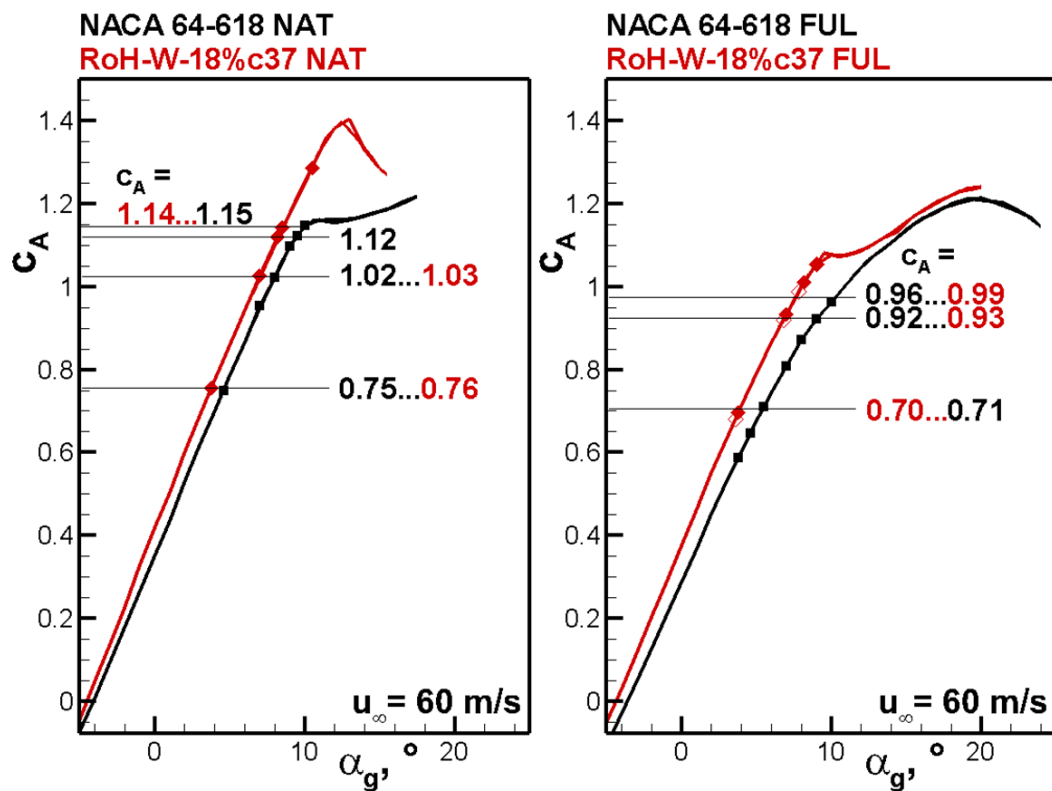 NACA 64-618 NAT
RoH-W-18%c37 NAT
1.4
1.2
1
0.8
0.6
0.4
0.2
0
c_A
c_A =
1.14...1.15
1.12
1.02...1.03
0.75...0.76
u_∞ = 60 m/s
0
10
20
α_g, °
NACA 64-618 FUL
RoH-W-18%c37 FUL
1.4
1.2
1
0.8
0.6
0.4
0.2
0
c_A
c_A =
0.96...0.99
0.92...0.93
0.70...0.71
u_∞ = 60 m/s
0
10
20
α_g, °